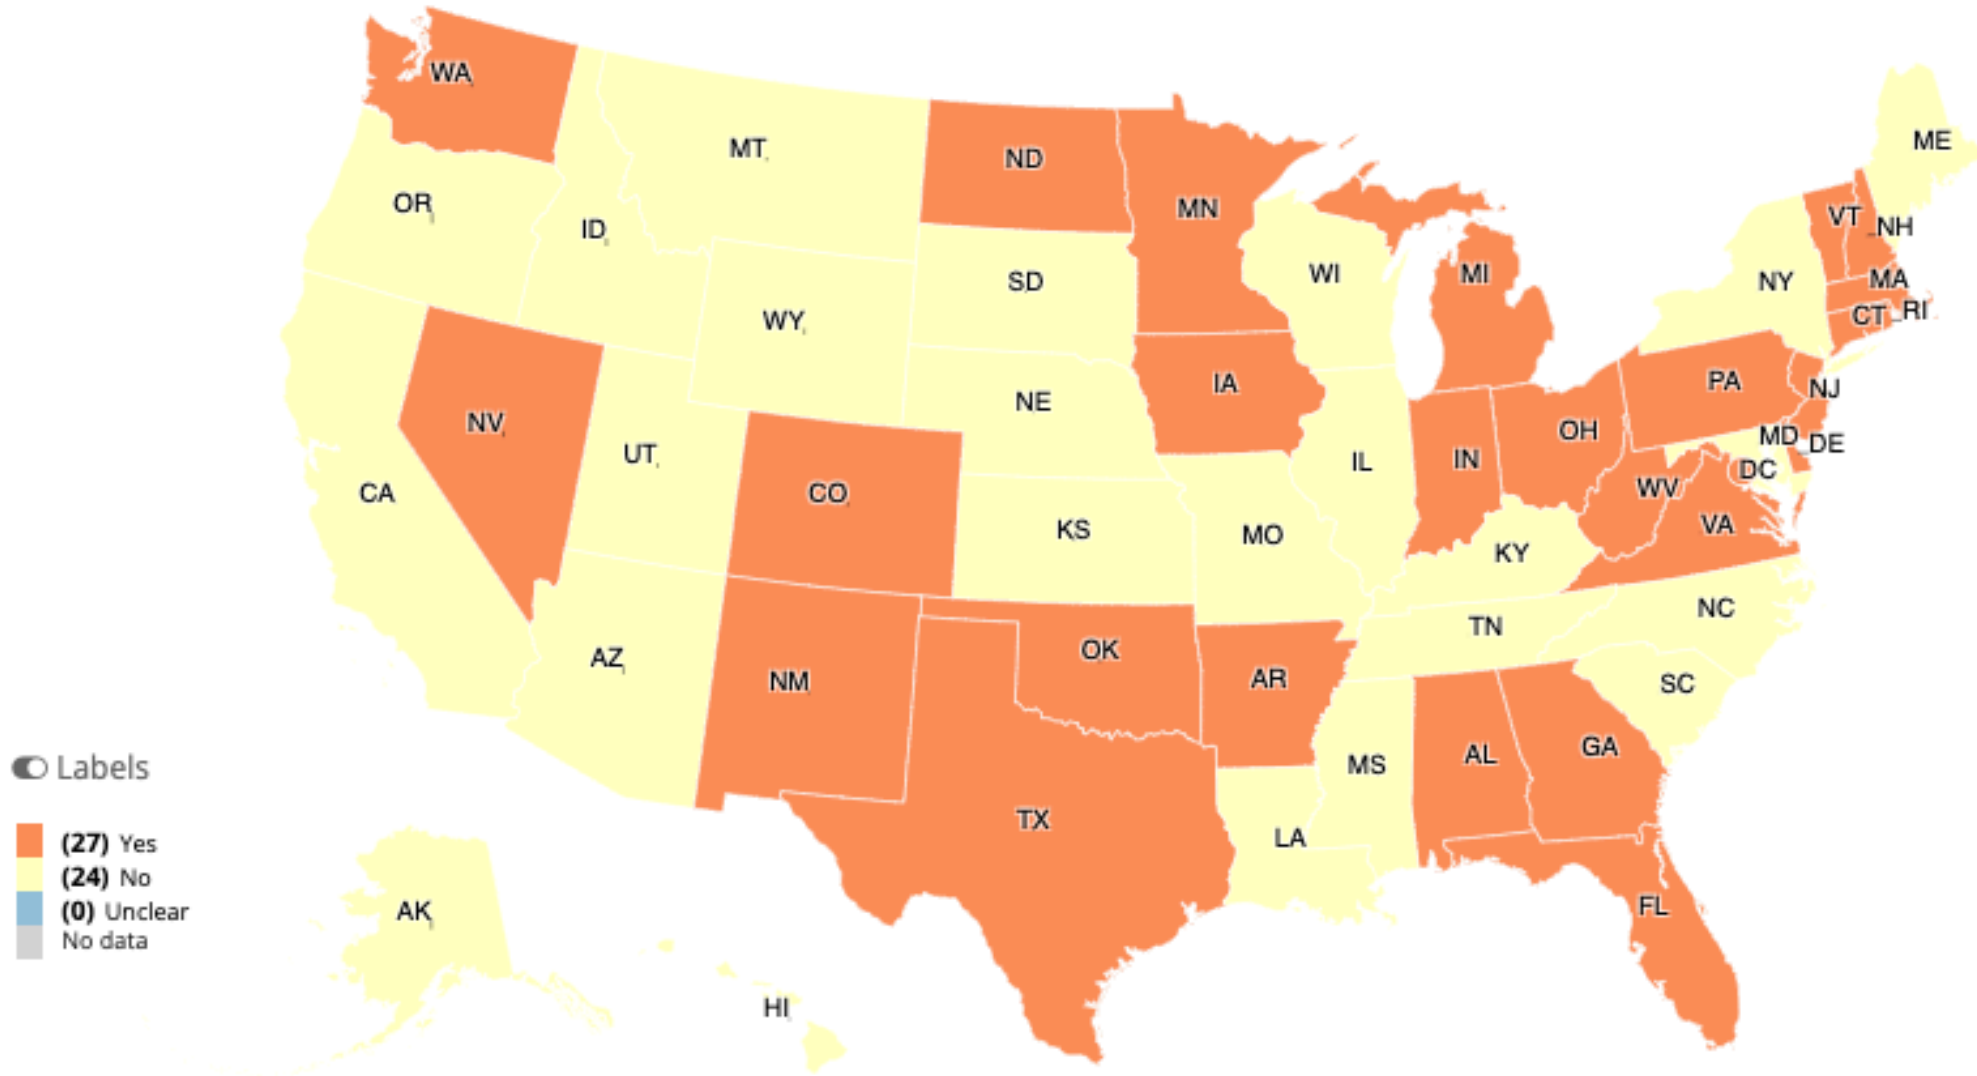 WA
MT
ND
ME
MN
OR
VT
NH
ID
WI
MI
MA
SD
NY
CT
RI
WY
IA
PA
NJ
NE
NV
OH
MD
DE
UT
IN
IL
DC
CA
CO
WV
KS
MO
VA
KY
NC
TN
OK
AZ
NM
AR
SC
GA
AL
MS
Labels
TX
LA
(27) Yes
(24) No
(0) Unclear
No data
AK
FL
HI